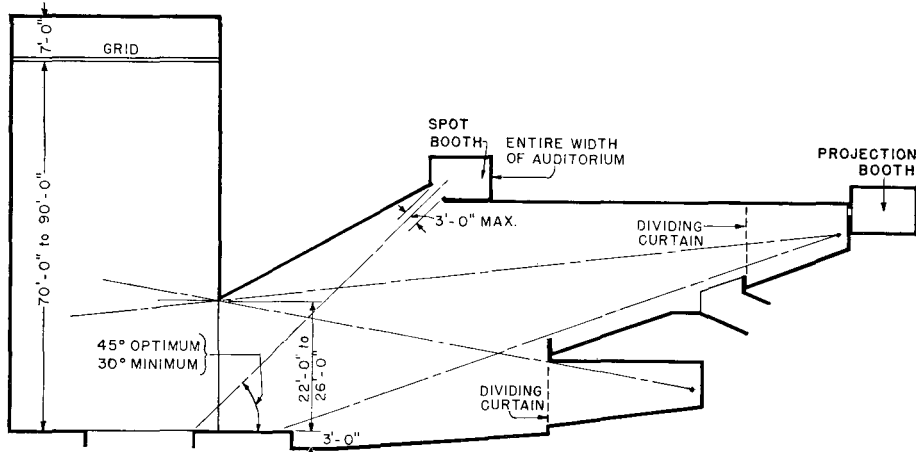 7'-0"
GRID
70'-0" to 90'-0"
SPOT
BOOTH
ENTIRE WIDTH
OF AUDITORIUM
PROJECTION
BOOTH
3'-0" MAX.
DIVIDING
CURTAIN
45° OPTIMUM
30° MINIMUM
22'-0" to
26'-0"
DIVIDING
CURTAIN
3'-0"